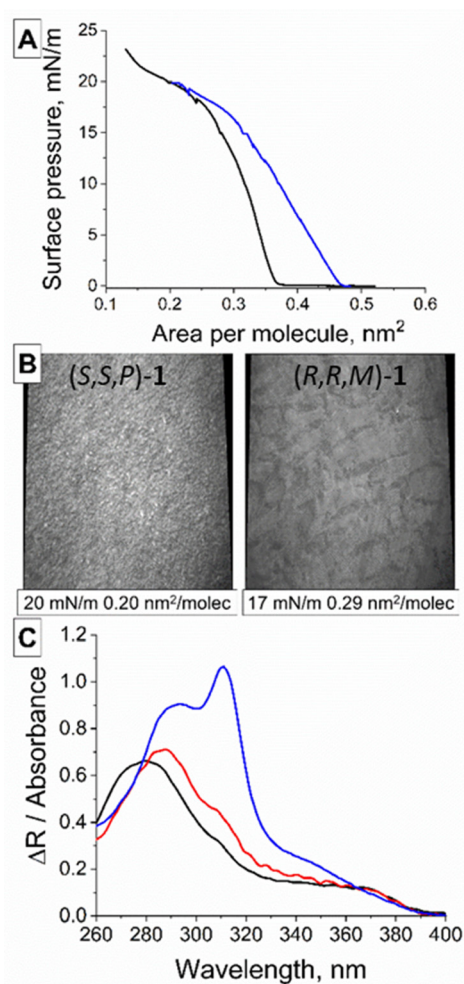 A
Surface pressure, mN/m
25
20
15
10
5
0
0.1 0.2 0.3 0.4 0.5 0.6
Area per molecule, nm²
B
(S,S,P)-1 (R,R,M)-1
20 mN/m 0.20 nm²/molec 17 mN/m 0.29 nm²/molec
C
ΔR / Absorbance
1.2
1.0
0.8
0.6
0.4
0.2
0.0
260 280 300 320 340 360 380 400
Wavelength, nm